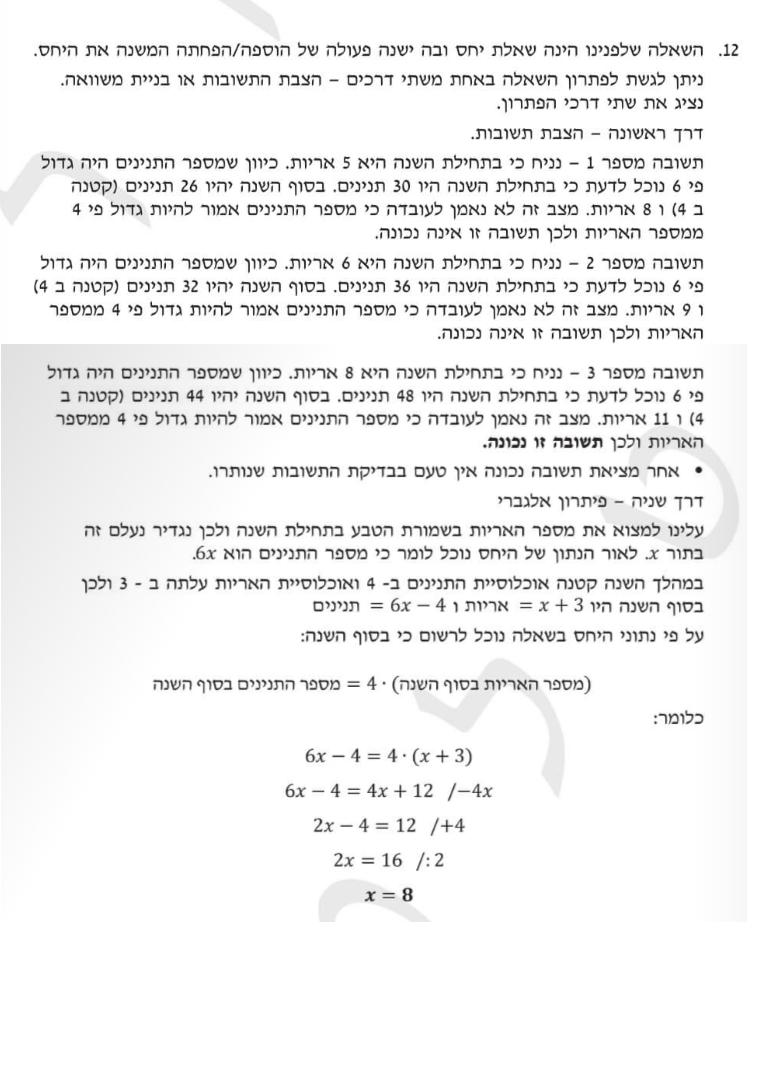 12. השאלה שלפנינו הינה שאלת יחס ובה ישנה פעולה של הוספה/הפחתה המשנה את היחס.
ניתן לגשת לפתרון השאלה באחת משתי דרכים – הצבת התשובות או בניית משוואה.
נציג את שתי דרכי הפתרון.
דרך ראשונה – הצבת תשובות.
תשובה מספר 1 – נניח כי בתחילת השנה היא 5 אריות. כיוון שמספר התנינים היה גדול
פי 6 נוכל לדעת כי בתחילת השנה היו 30 תנינים. בסוף השנה יהיו 26 תנינים (קטנה
ב 4) ו 8 אריות. מצב זה לא נאמן לעובדה כי מספר התנינים אמור להיות גדול פי 4
ממספר האריות ולכן תשובה זו אינה נכונה.
תשובה מספר 2 – נניח כי בתחילת השנה היא 6 אריות. כיוון שמספר התנינים היה גדול
פי 6 נוכל לדעת כי בתחילת השנה היו 36 תנינים. בסוף השנה יהיו 32 תנינים (קטנה ב 4)
ו 9 אריות. מצב זה לא נאמן לעובדה כי מספר התנינים אמור להיות גדול פי 4 ממספר
האריות ולכן תשובה זו אינה נכונה.
תשובה מספר 3 – נניח כי בתחילת השנה היא 8 אריות. כיוון שמספר התנינים היה גדול
פי 6 נוכל לדעת כי בתחילת השנה היו 48 תנינים. בסוף השנה יהיו 44 תנינים (קטנה ב
4) ו 11 אריות. מצב זה נאמן לעובדה כי מספר התנינים אמור להיות גדול פי 4 ממספר
האריות ולכן תשובה זו נכונה.
• אחר מציאת תשובה נכונה אין טעם בבדיקת התשובות שנותרו.
דרך שניה – פיתרון אלגברי
עלינו למצוא את מספר האריות בשמורת הטבע בתחילת השנה ולכן נגדיר נעלם זה
בתור x. לאור הנתון של היחס נוכל לומר כי מספר התנינים הוא 6x.
במהלך השנה קטנה אוכלוסיית התנינים ב- 4 ואוכלוסיית האריות עלתה ב - 3 ולכן
בסוף השנה היו x + 3 = אריות ו 6x − 4 = תנינים
על פי נתוני היחס בשאלה נוכל לרשום כי בסוף השנה:
(מספר האריות בסוף השנה) · 4 = מספר התנינים בסוף השנה
כלומר:
6x − 4 = 4 · (x + 3)
6x − 4 = 4x + 12 /−4x
2x − 4 = 12 /+4
2x = 16 /: 2
x = 8